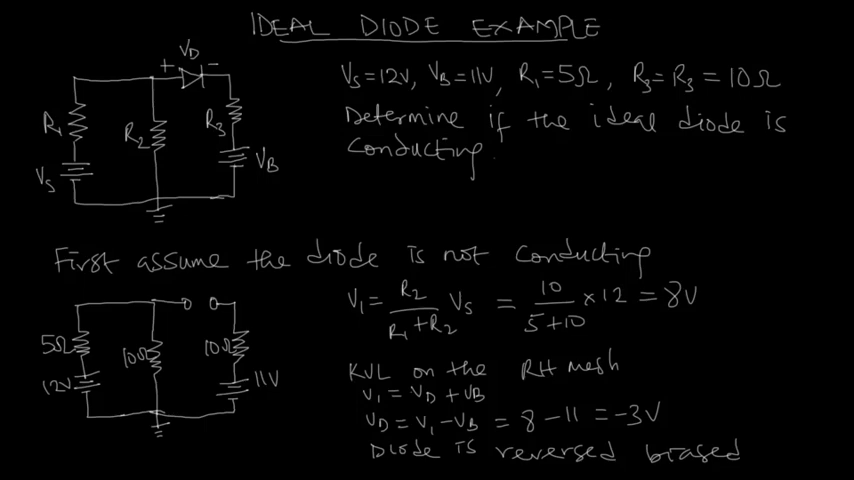 IDEAL DIODE EXAMPLE
+ VD -
R1
R2
R3
VS
VB
VS=12V, VB=11V, R1=5Ω, R3=R3=10Ω
Determine if the ideal diode is
conducting.
First assume the diode is not conducting
5Ω
10Ω
10Ω
12V
11V
V1 = R2 / R1+R2 VS = 10 / 5+10 ×12 = 8V
KVL on the RH mesh
V1 = VD + VB
VD = V1 - VB = 8 - 11 = -3V
Diode is reversed biased